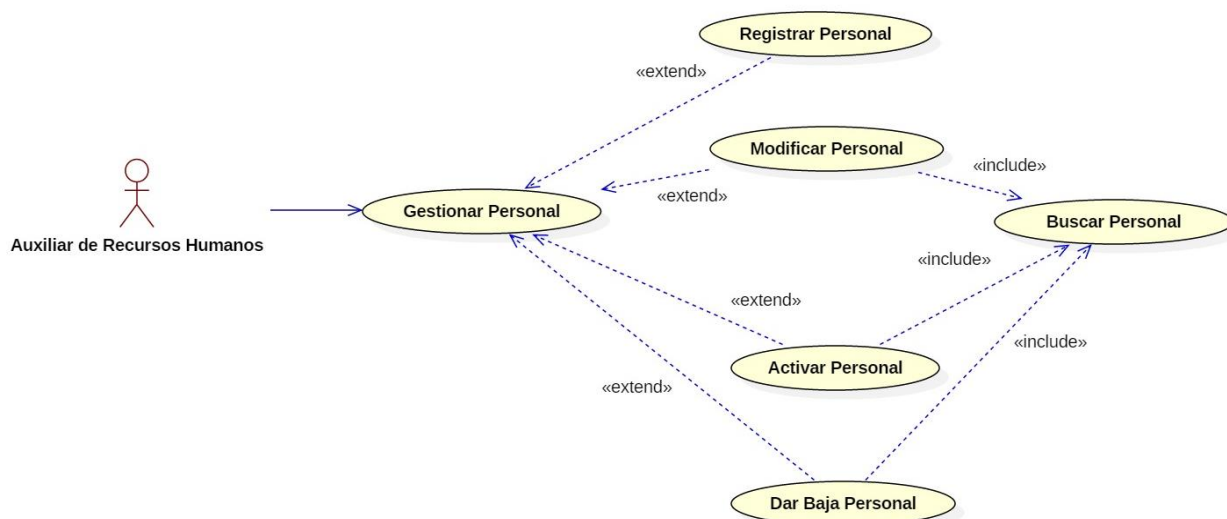 Registrar Personal
«extend»
Modificar Personal
«include»
«extend»
Gestionar Personal
Buscar Personal
Auxiliar de Recursos Humanos
«include»
«extend»
«include»
Activar Personal
«extend»
Dar Baja Personal